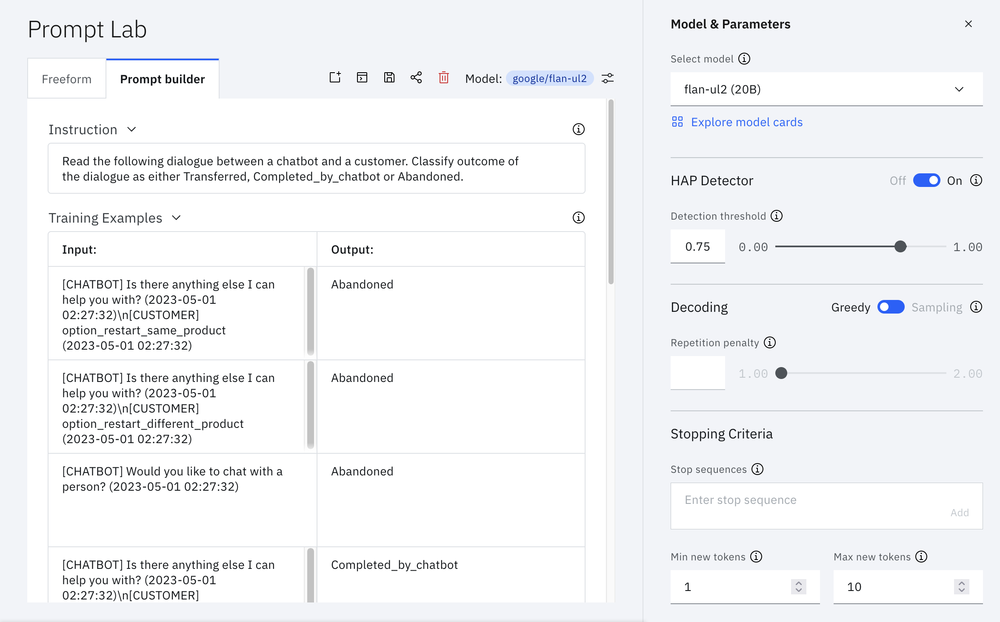 Prompt Lab
Freeform
Prompt builder
Model: google/flan-ul2
Instruction
Read the following dialogue between a chatbot and a customer. Classify outcome of
the dialogue as either Transferred, Completed_by_chatbot or Abandoned.
Training Examples
Input:
Output:
[CHATBOT] Is there anything else I can
help you with? (2023-05-01
02:27:32)\n[CUSTOMER]
option_restart_same_product
(2023-05-01 02:27:32)
Abandoned
[CHATBOT] Is there anything else I can
help you with? (2023-05-01
02:27:32)\n[CUSTOMER]
option_restart_different_product
(2023-05-01 02:27:32)
Abandoned
[CHATBOT] Would you like to chat with a
person? (2023-05-01 02:27:32)
Abandoned
[CHATBOT] Is there anything else I can
help you with? (2023-05-01
02:27:32)\n[CUSTOMER]
Completed_by_chatbot
Model & Parameters
Select model
flan-ul2 (20B)
Explore model cards
HAP Detector
Off On
Detection threshold
0.75 0.00 1.00
Decoding
Greedy Sampling
Repetition penalty
1.00 2.00
Stopping Criteria
Stop sequences
Enter stop sequence
Add
Min new tokens
Max new tokens
1
10